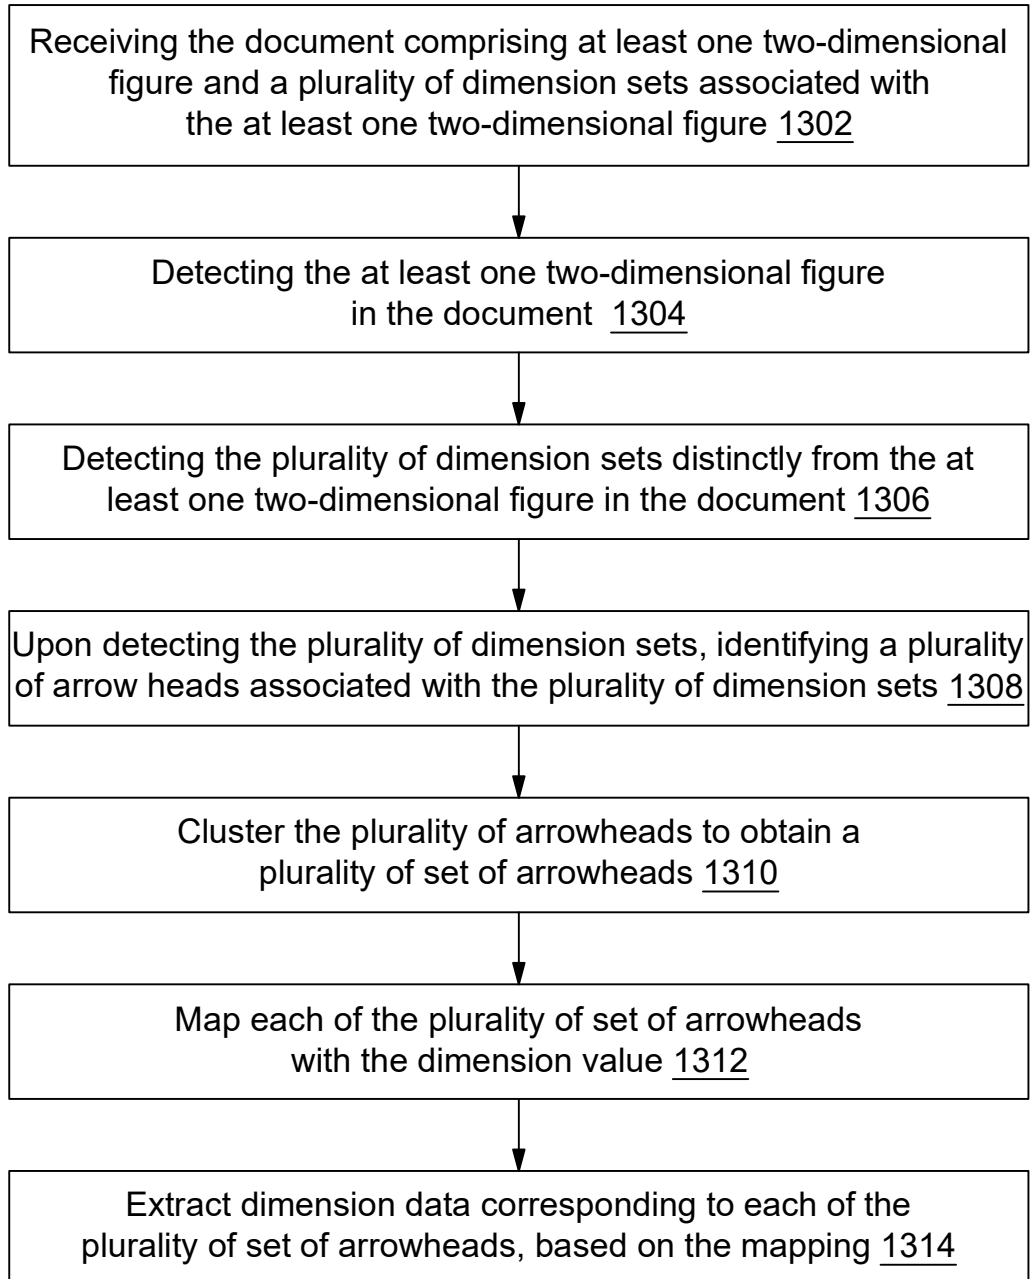 Receiving the document comprising at least one two-dimensional
figure and a plurality of dimension sets associated with
the at least one two-dimensional figure 1302
Detecting the at least one two-dimensional figure
in the document 1304
Detecting the plurality of dimension sets distinctly from the at
least one two-dimensional figure in the document 1306
Upon detecting the plurality of dimension sets, identifying a plurality
of arrow heads associated with the plurality of dimension sets 1308
Cluster the plurality of arrowheads to obtain a
plurality of set of arrowheads 1310
Map each of the plurality of set of arrowheads
with the dimension value 1312
Extract dimension data corresponding to each of the
plurality of set of arrowheads, based on the mapping 1314